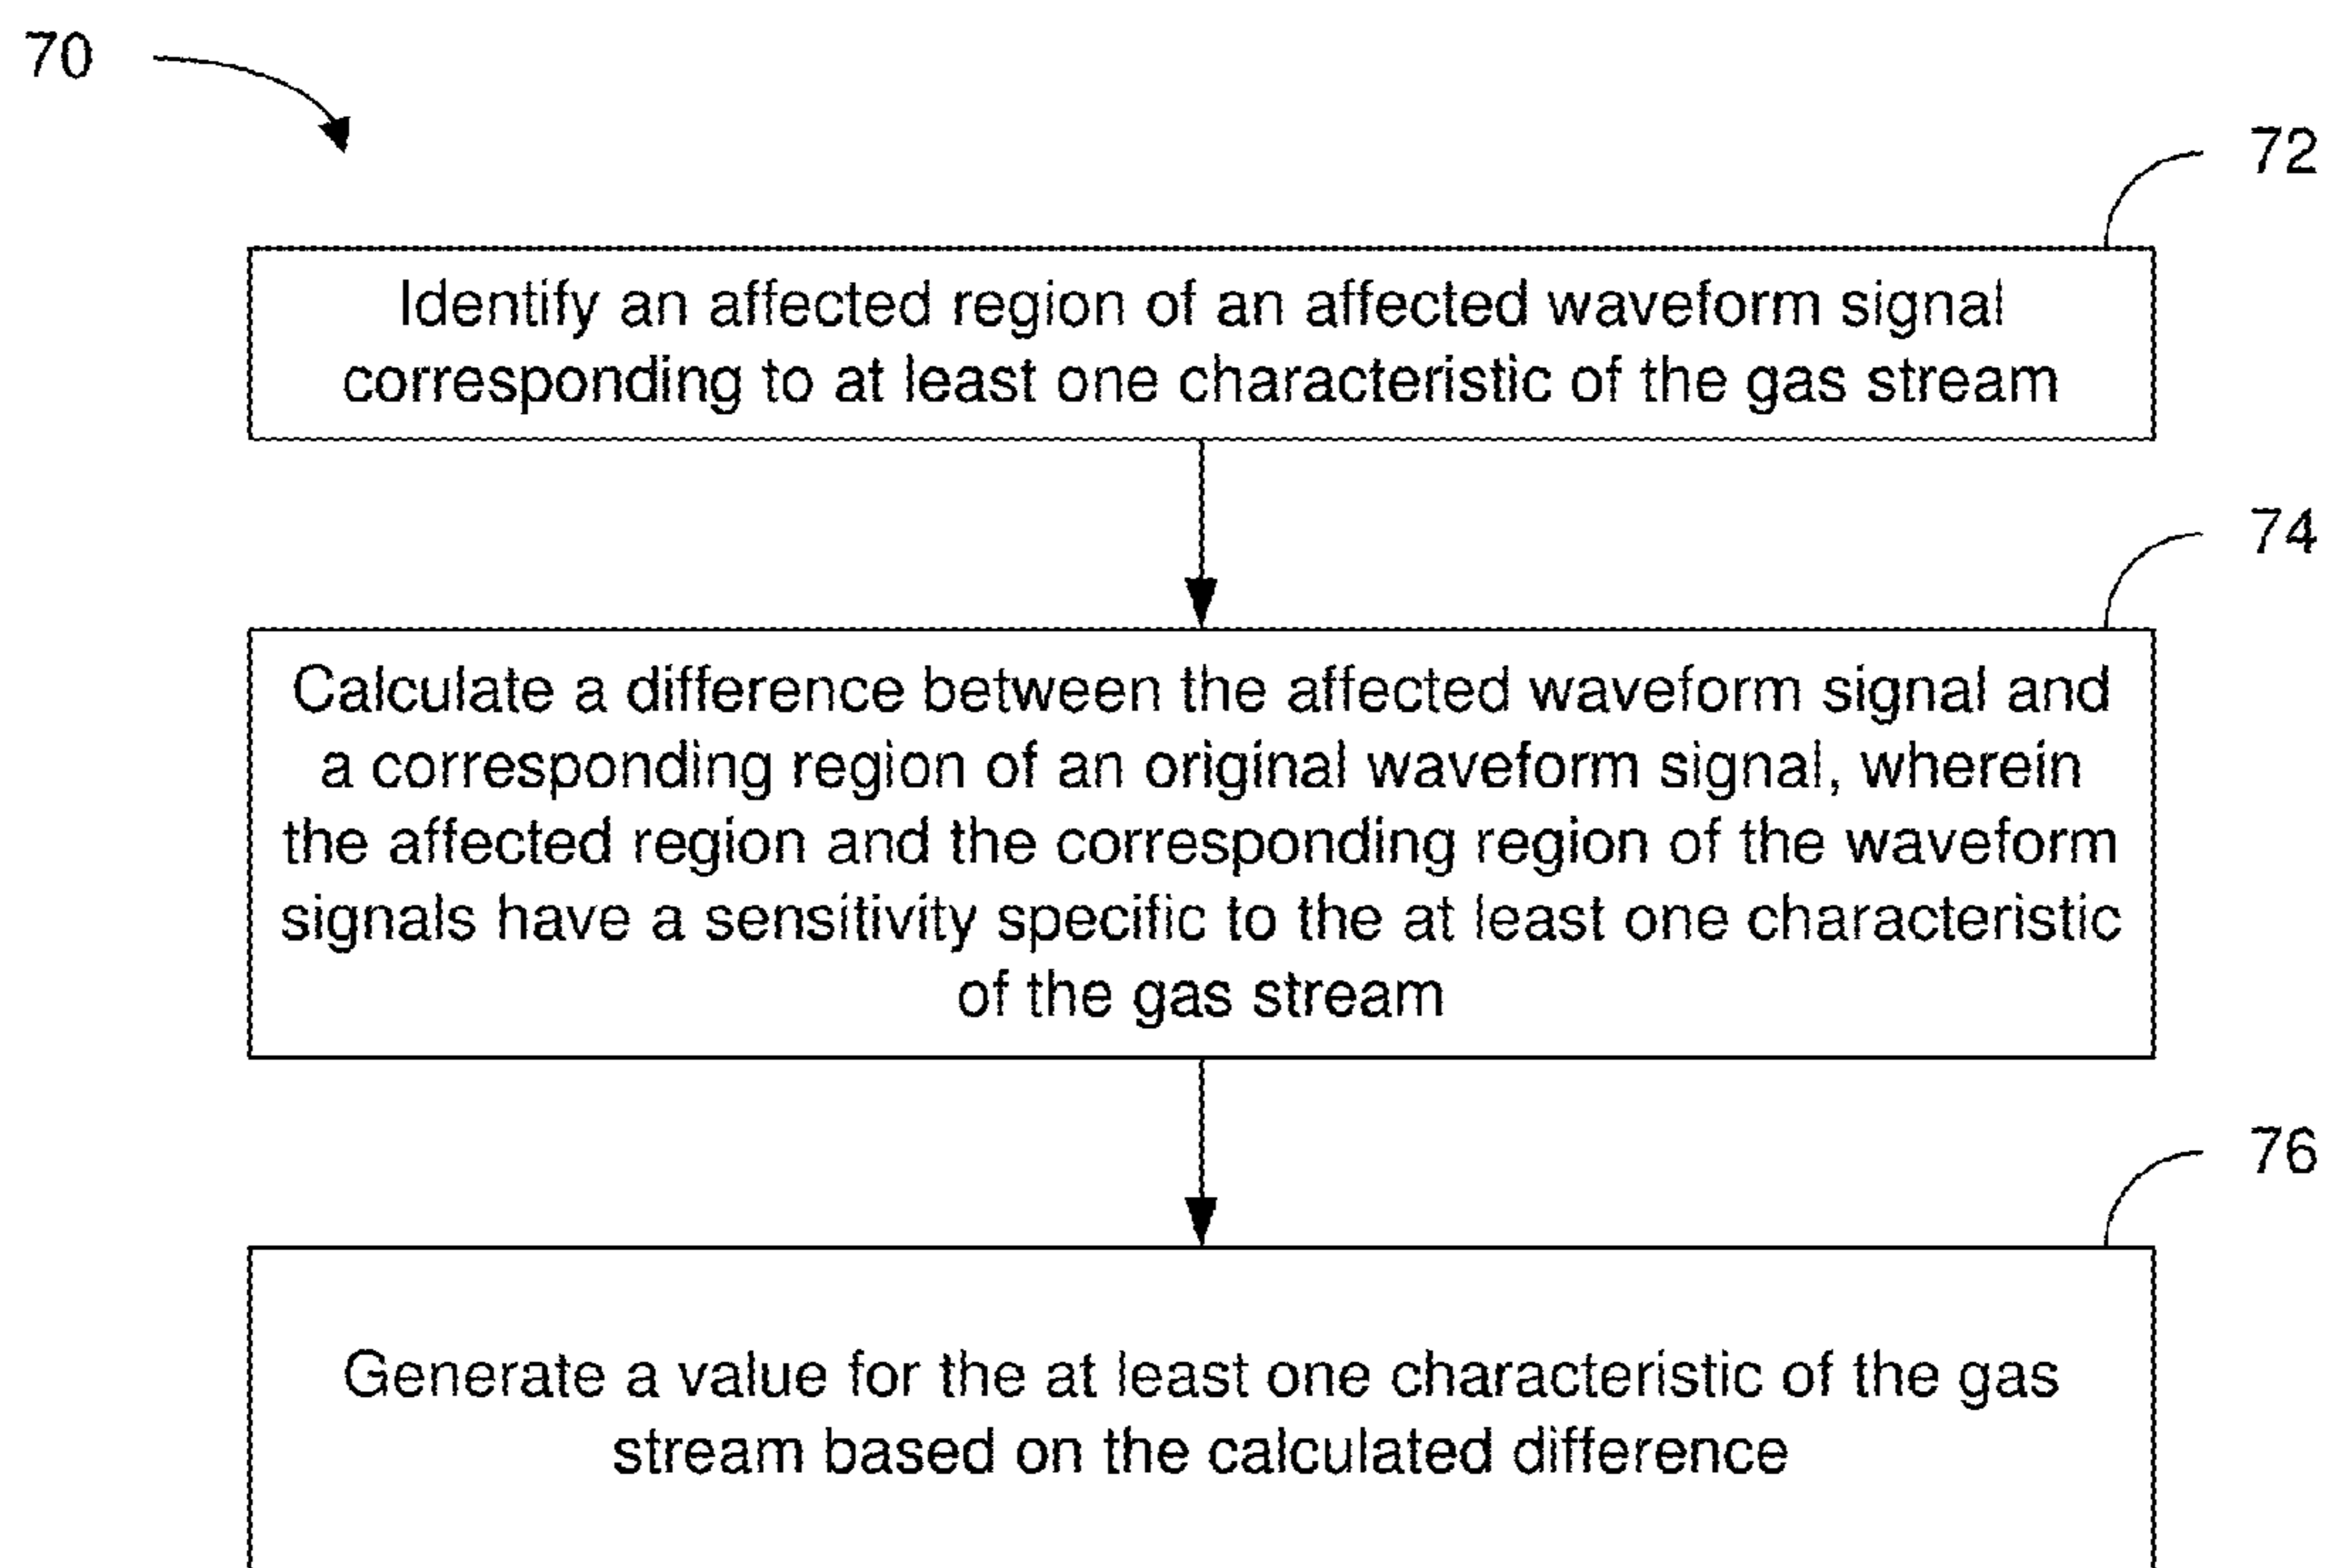 70
72
Identify an affected region of an affected waveform signal
corresponding to at least one characteristic of the gas stream
74
Calculate a difference between the affected waveform signal and
a corresponding region of an original waveform signal, wherein
the affected region and the corresponding region of the waveform
signals have a sensitivity specific to the at least one characteristic
of the gas stream
76
Generate a value for the at least one characteristic of the gas
stream based on the calculated difference